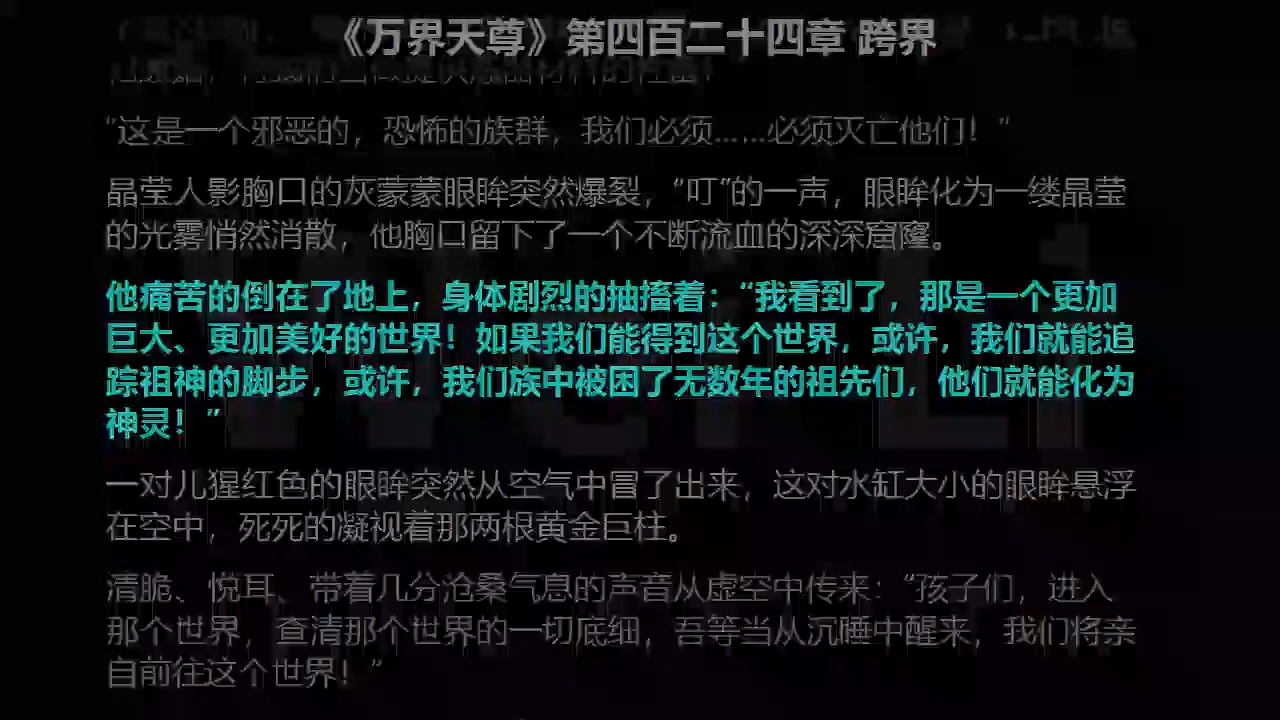 《万界天尊》第四百二十四章 跨界
“这是一个邪恶的，恐怖的族群，我们必须……必须灭亡他们！”
晶莹人影胸口的灰蒙蒙眼眸突然爆裂，“叮”的一声，眼眸化为一缕晶莹
的光雾悄然消散，他胸口留下了一个不断流血的深深窟窿。
他痛苦的倒在了地上，身体剧烈的抽搐着：“我看到了，那是一个更加
巨大、更加美好的世界！如果我们能得到这个世界，或许，我们就能追
踪祖神的脚步，或许，我们族中被困了无数年的祖先们，他们就能化为
神灵！”
一对儿猩红色的眼眸突然从空气中冒了出来，这对水缸大小的眼眸悬浮
在空中，死死的凝视着那两根黄金巨柱。
清脆、悦耳、带着几分沧桑气息的声音从虚空中传来：“孩子们，进入
那个世界，查清那个世界的一切底细，吾等当从沉睡中醒来，我们将亲
自前往这个世界！”